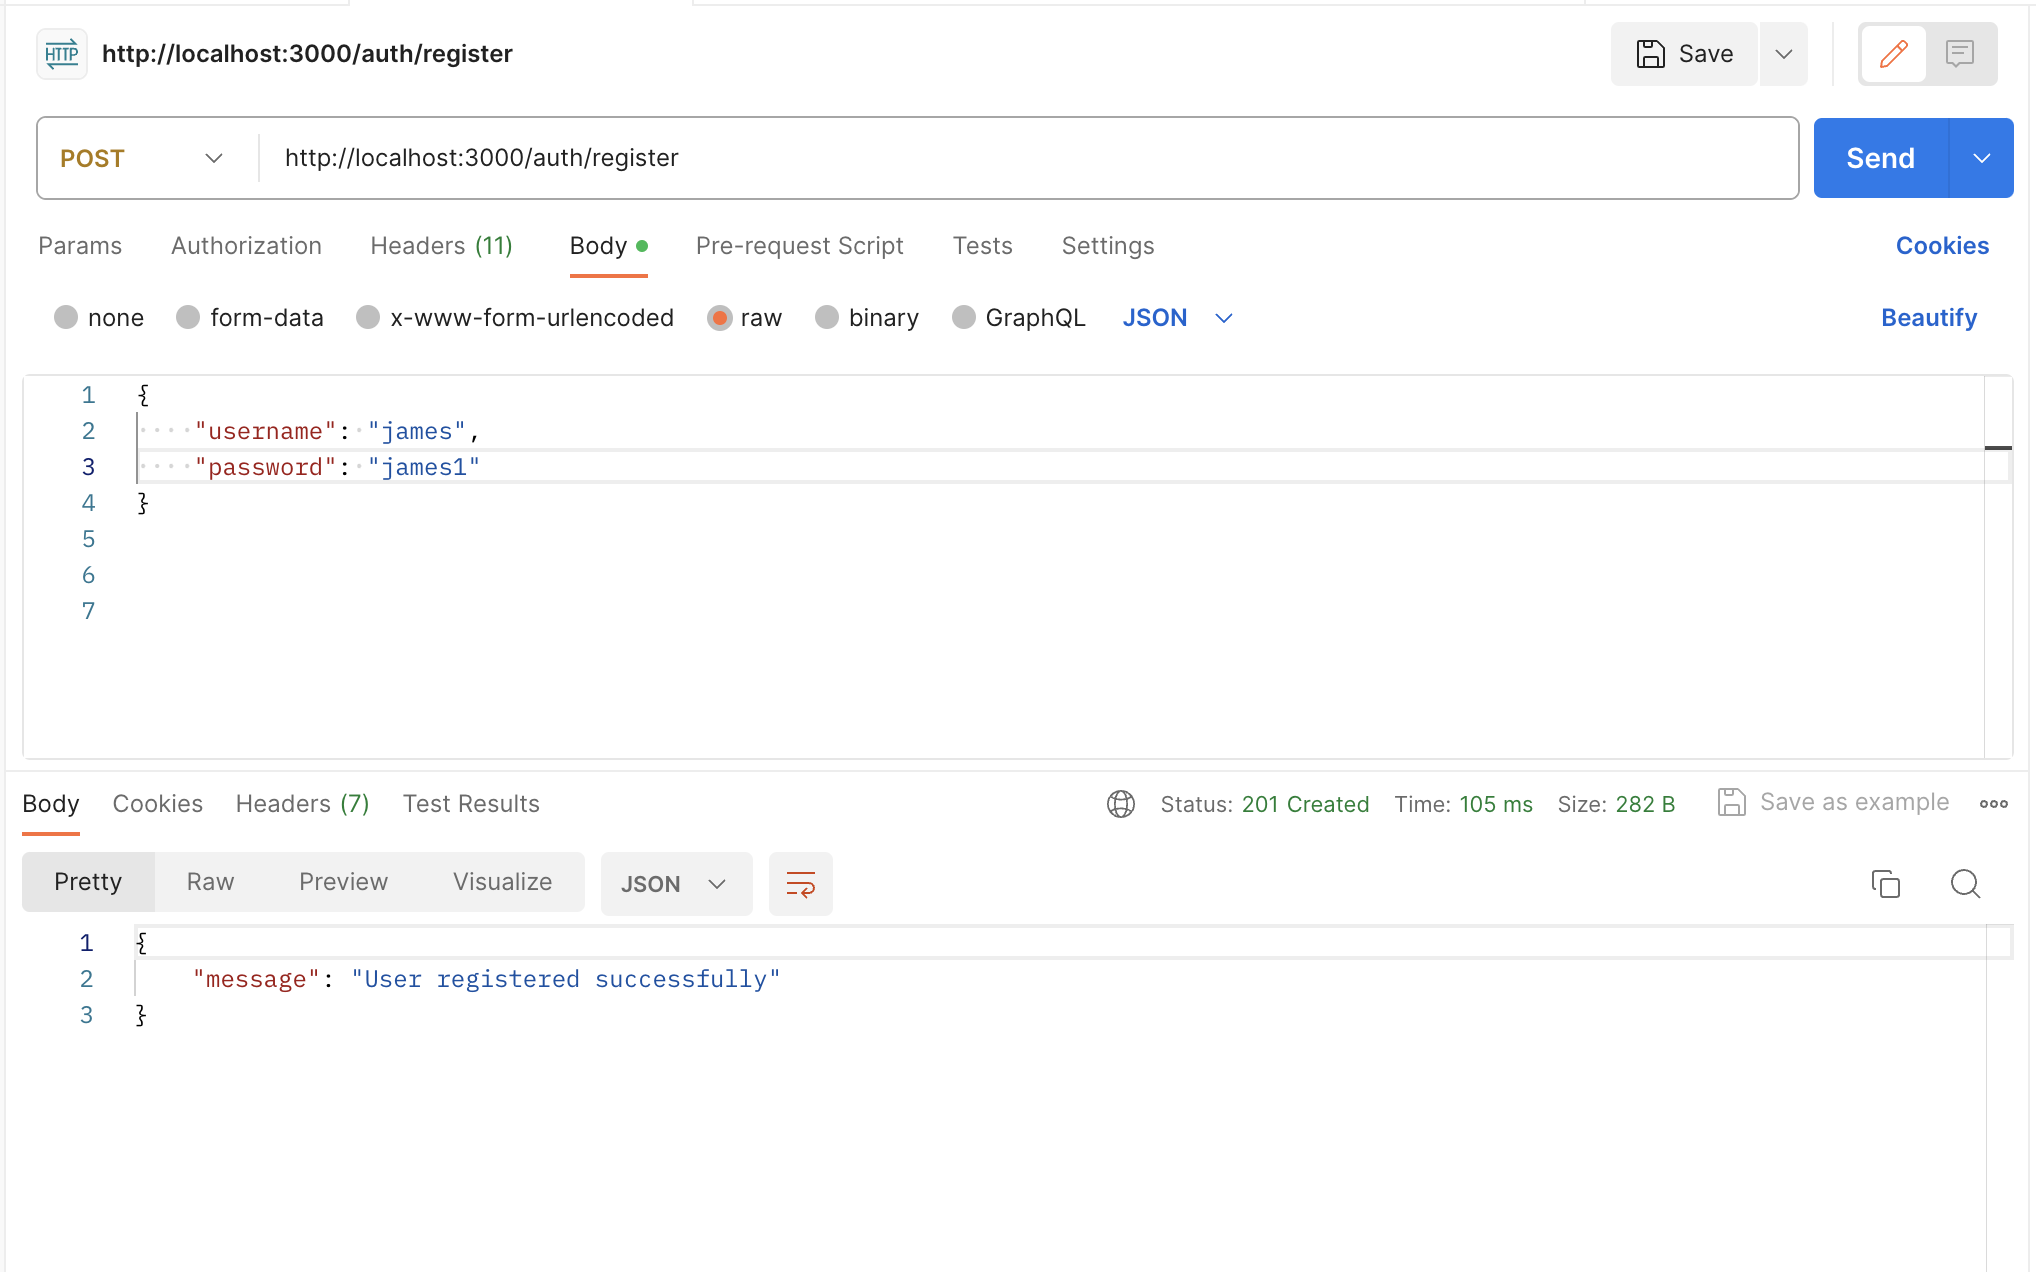 HTTP http://localhost:3000/auth/register Save
POST http://localhost:3000/auth/register Send
Params Authorization Headers (11) Body Pre-request Script Tests Settings Cookies
none form-data x-www-form-urlencoded raw binary GraphQL JSON Beautify
1 {
2 "username": "james",
3 "password": "james1"
4 }
5
6
7
Body Cookies Headers (7) Test Results Status: 201 Created Time: 105 ms Size: 282 B Save as example
Pretty Raw Preview Visualize JSON
1 {
2 "message": "User registered successfully"
3 }